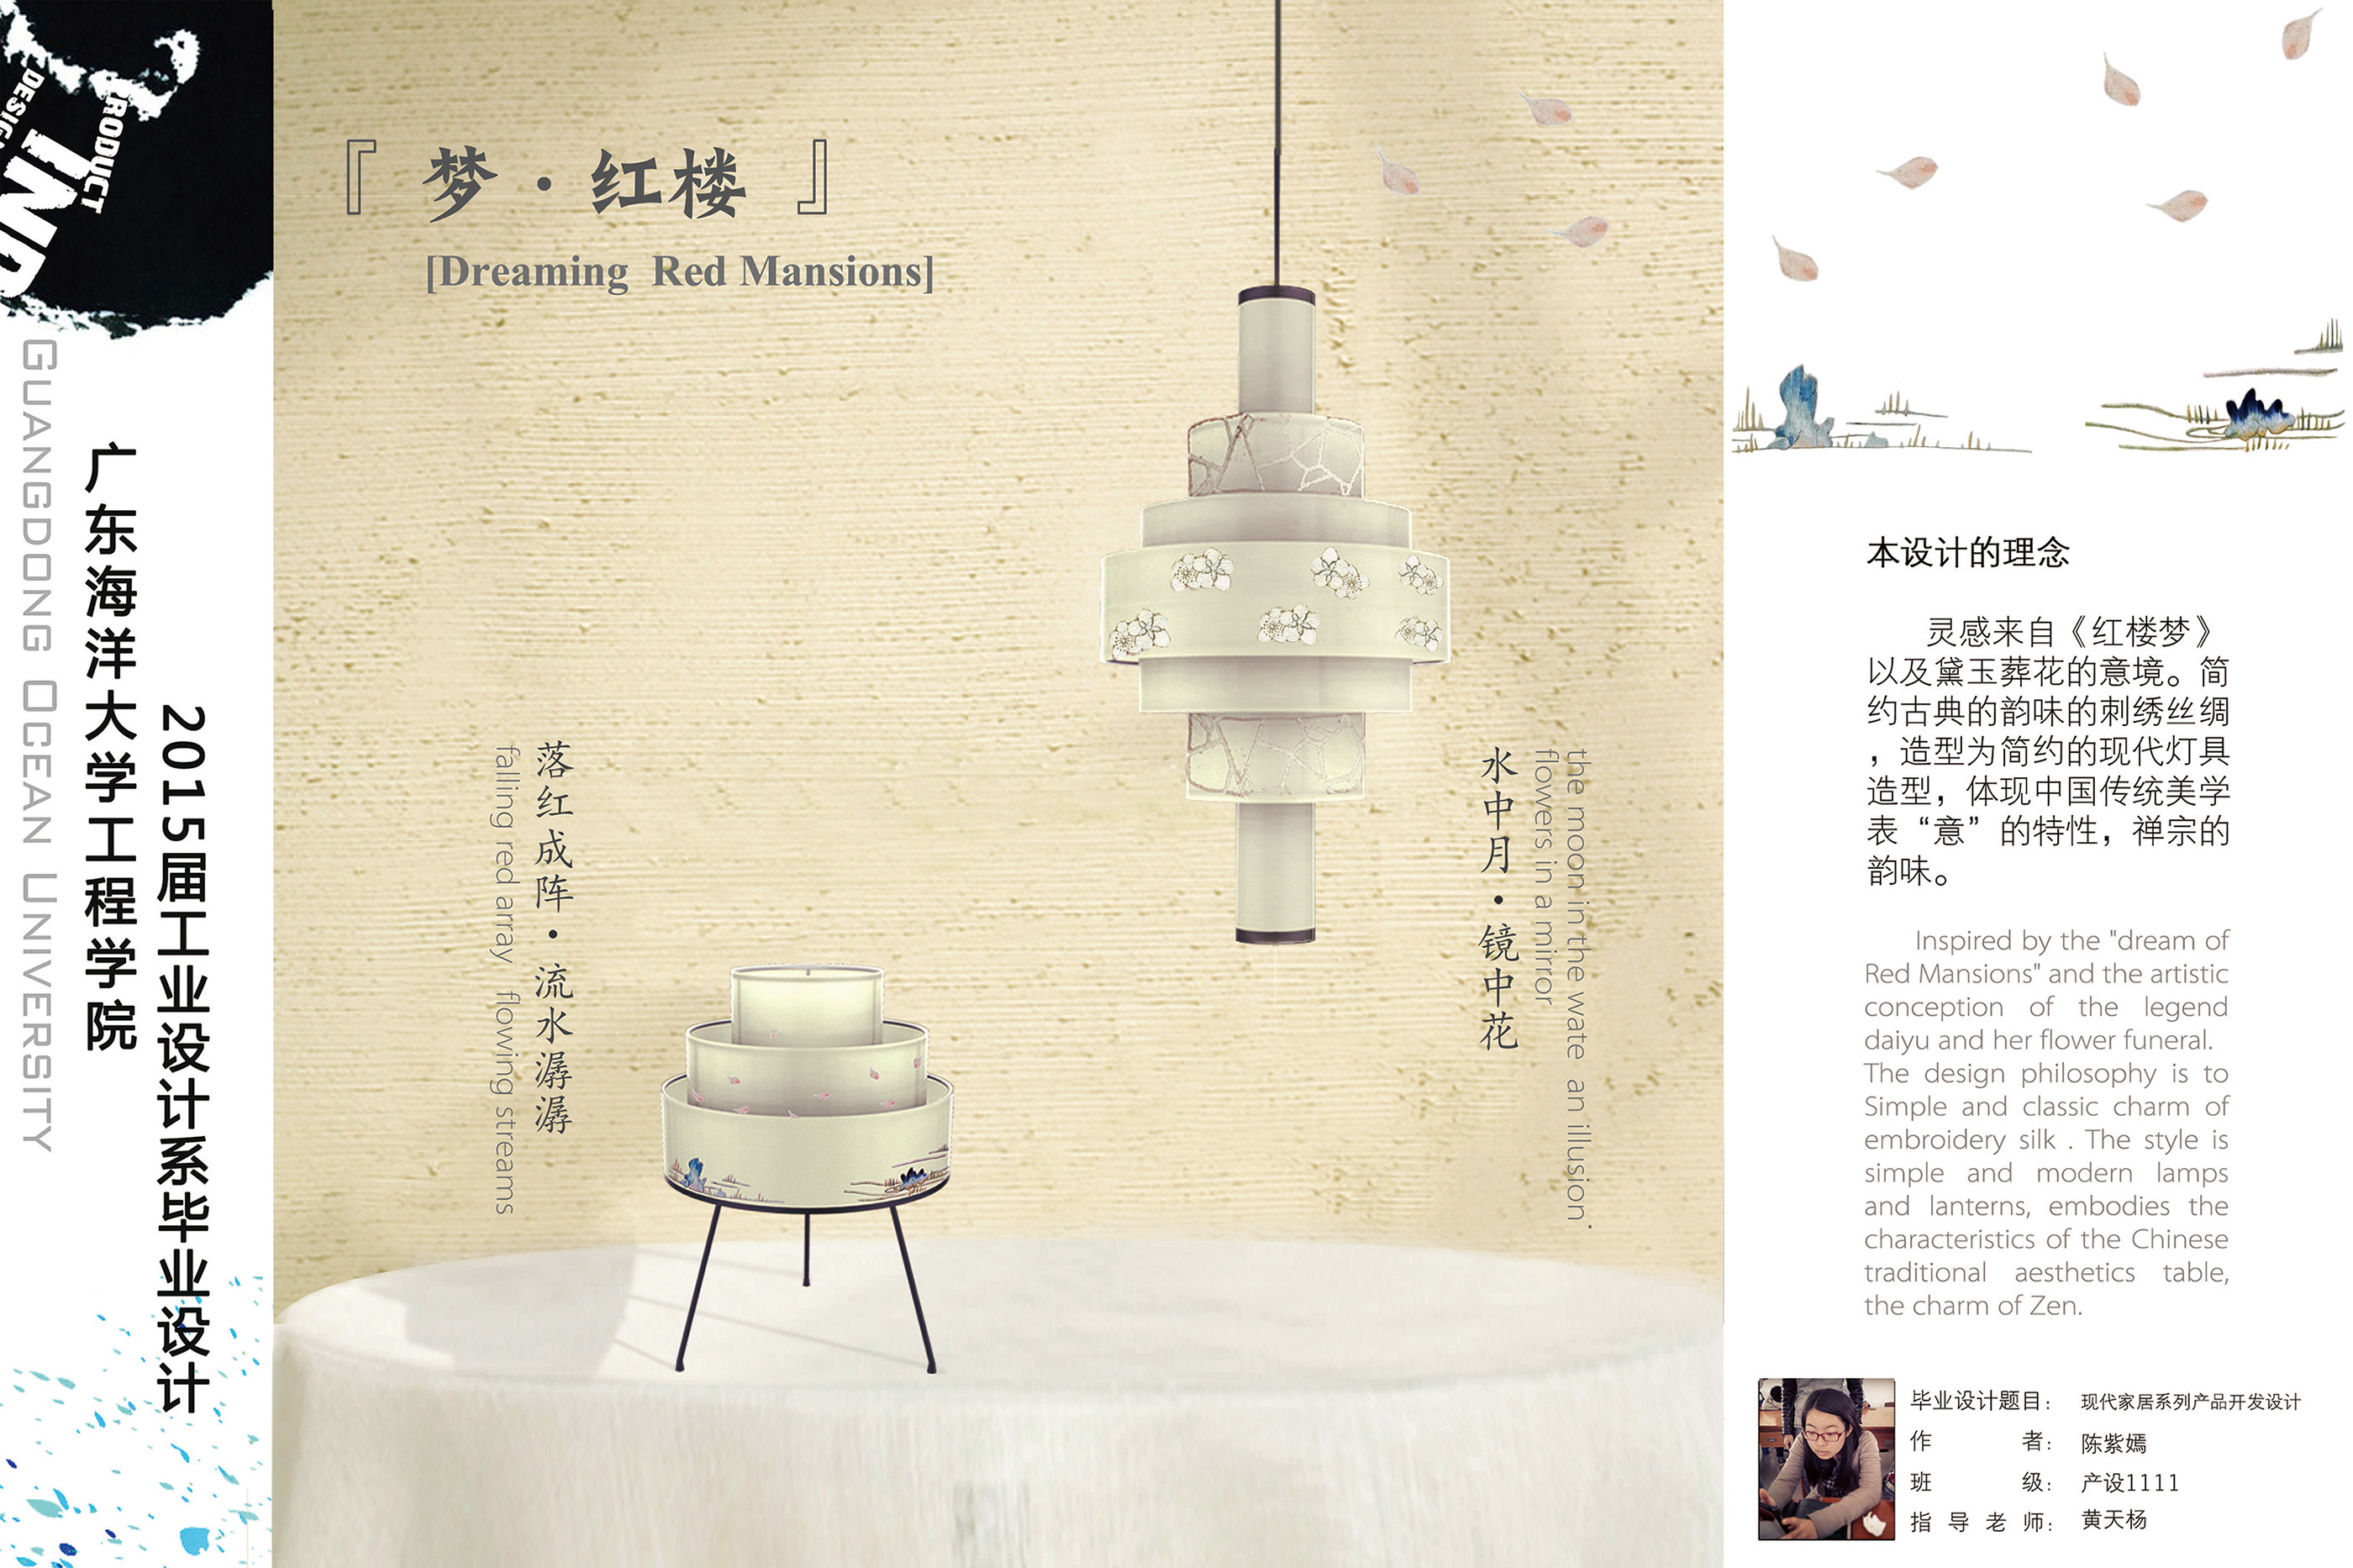 RODUCT
DESIG
IND
GUANGDONG OCEAN UNIVERSITY
广东海洋大学工程学院
2015届工业设计系毕业设计
『 梦·红楼 』
[Dreaming Red Mansions]
落红成阵·流水潺潺
falling red array flowing streams
水中月·镜中花
the moon in the wate an illusion"
flowers in a mirror
本设计的理念
灵感来自《红楼梦》
以及黛玉葬花的意境。简
约古典的韵味的刺绣丝绸
，造型为简约的现代灯具
造型，体现中国传统美学
表“意”的特性，禅宗的
韵味。
Inspired by the "dream of
Red Mansions" and the artistic
conception of the legend
daiyu and her flower funeral.
The design philosophy is to
Simple and classic charm of
embroidery silk . The style is
simple and modern lamps
and lanterns, embodies the
characteristics of the Chinese
traditional aesthetics table,
the charm of Zen.
毕业设计题目： 现代家居系列产品开发设计
作 者： 陈紫嫣
班 级： 产设1111
指 导 老 师： 黄天杨